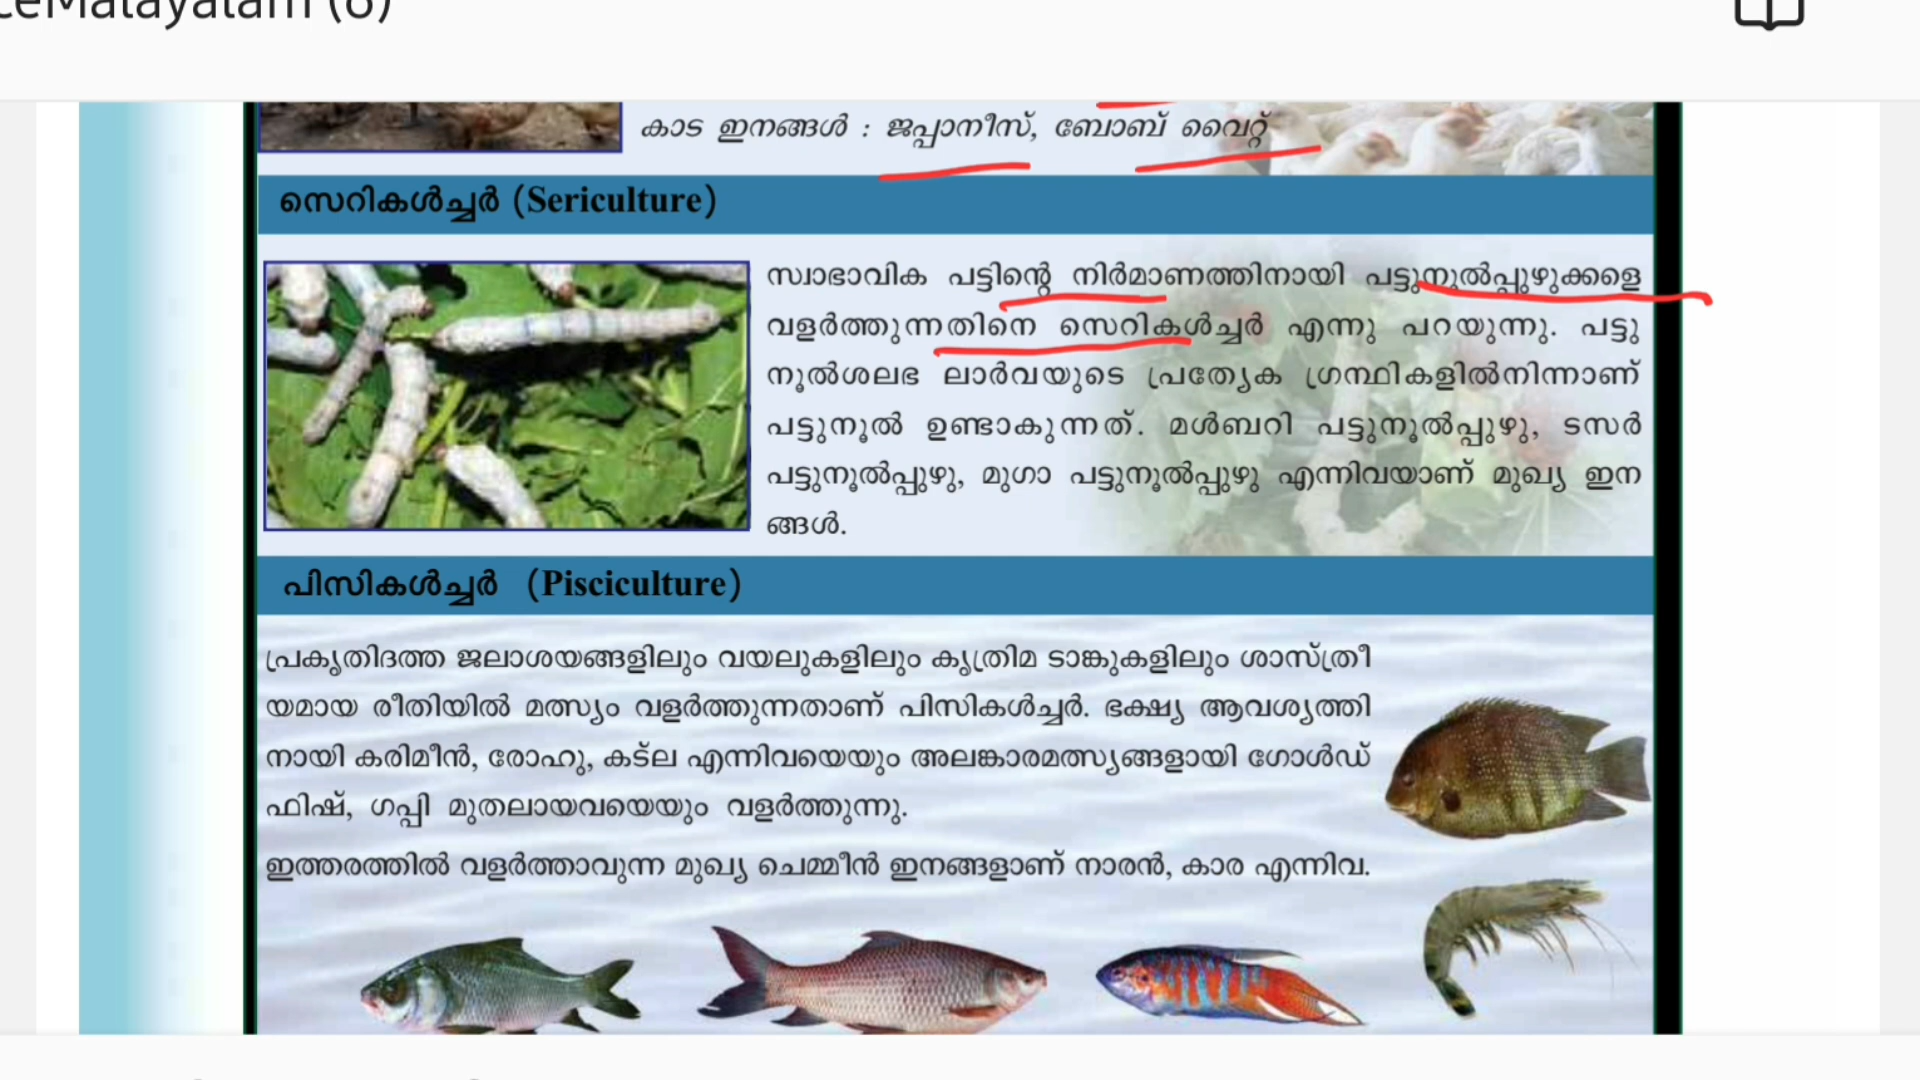 കാട ഇനങ്ങൾ : ജപ്പാനീസ്, ബോബ് വൈറ്റ്
സെറികൾച്ചർ (Sericulture)
സ്വാഭാവിക പട്ടിന്റെ നിർമാണത്തിനായി പട്ടുനൂൽപ്പുഴുക്കളെ
വളർത്തുന്നതിനെ സെറികൾച്ചർ എന്നു പറയുന്നു. പട്ടു
നൂൽശലഭ ലാർവയുടെ പ്രത്യേക ഗ്രന്ഥികളിൽനിന്നാണ്
പട്ടുനൂൽ ഉണ്ടാകുന്നത്. മൾബറി പട്ടുനൂൽപ്പുഴു, ടസർ
പട്ടുനൂൽപ്പുഴു, മുഗാ പട്ടുനൂൽപ്പുഴു എന്നിവയാണ് മുഖ്യ ഇന
ങ്ങൾ.
പിസികൾച്ചർ (Pisciculture)
പ്രകൃതിദത്ത ജലാശയങ്ങളിലും വയലുകളിലും കൃത്രിമ ടാങ്കുകളിലും ശാസ്ത്രീ
യമായ രീതിയിൽ മത്സ്യം വളർത്തുന്നതാണ് പിസികൾച്ചർ. ഭക്ഷ്യ ആവശ്യത്തി
നായി കരിമീൻ, രോഹു, കട്‌ല എന്നിവയെയും അലങ്കാരമത്സ്യങ്ങളായി ഗോൾഡ്
ഫിഷ്, ഗപ്പി മുതലായവയെയും വളർത്തുന്നു.
ഇത്തരത്തിൽ വളർത്താവുന്ന മുഖ്യ ചെമ്മീൻ ഇനങ്ങളാണ് നാരൻ, കാര എന്നിവ.